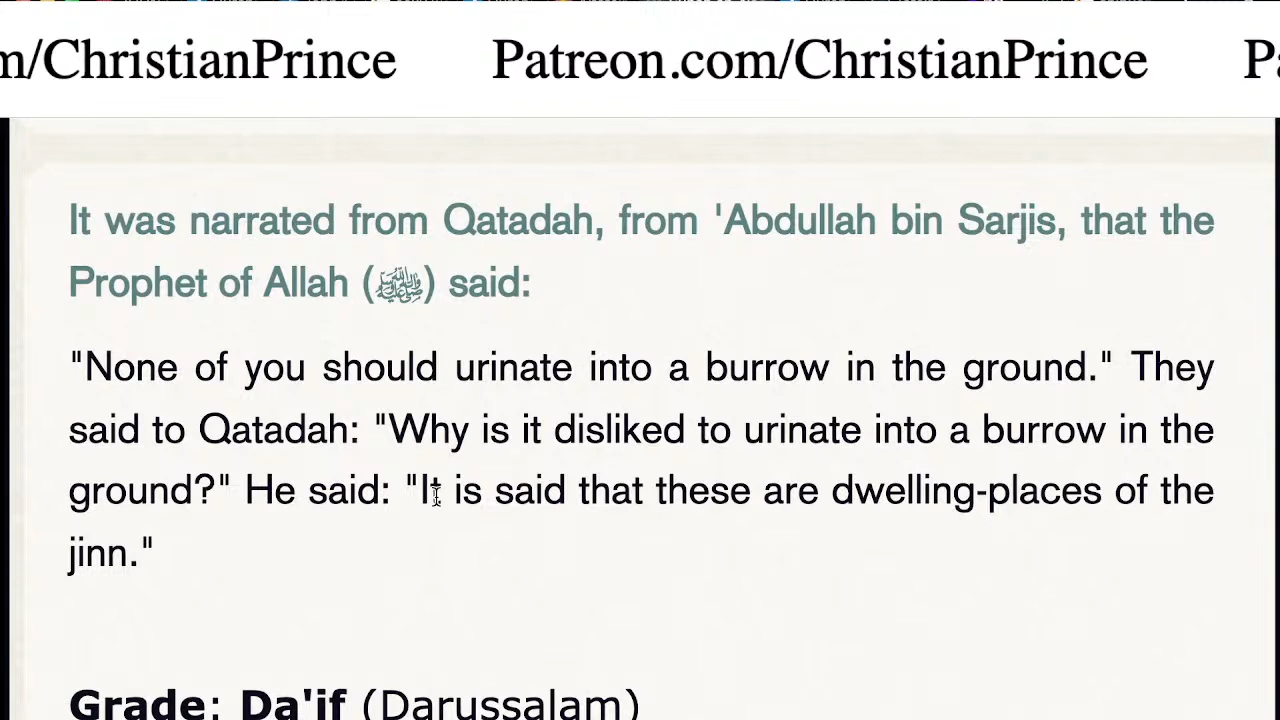 m/ChristianPrince Patreon.com/ChristianPrince P
It was narrated from Qatadah, from 'Abdullah bin Sarjis, that the
Prophet of Allah (ﷺ) said:
"None of you should urinate into a burrow in the ground." They
said to Qatadah: "Why is it disliked to urinate into a burrow in the
ground?" He said: "It is said that these are dwelling-places of the
jinn."
Grade: Da'if (Darussalam)